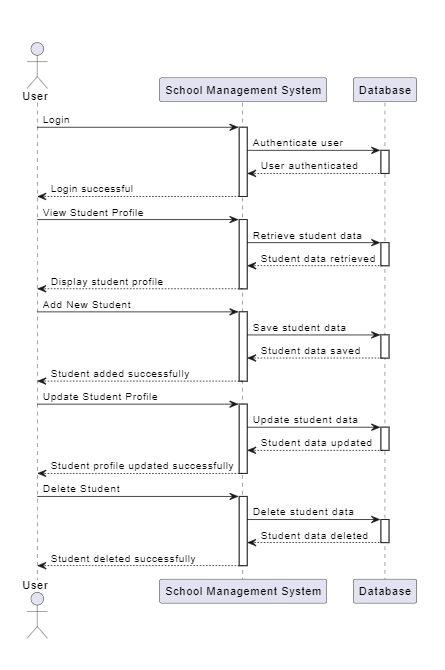 User
School Management System
Database
Login
Authenticate user
User authenticated
Login successful
View Student Profile
Retrieve student data
Student data retrieved
Display student profile
Add New Student
Save student data
Student data saved
Student added successfully
Update Student Profile
Update student data
Student data updated
Student profile updated successfully
Delete Student
Delete student data
Student data deleted
Student deleted successfully
User
School Management System
Database